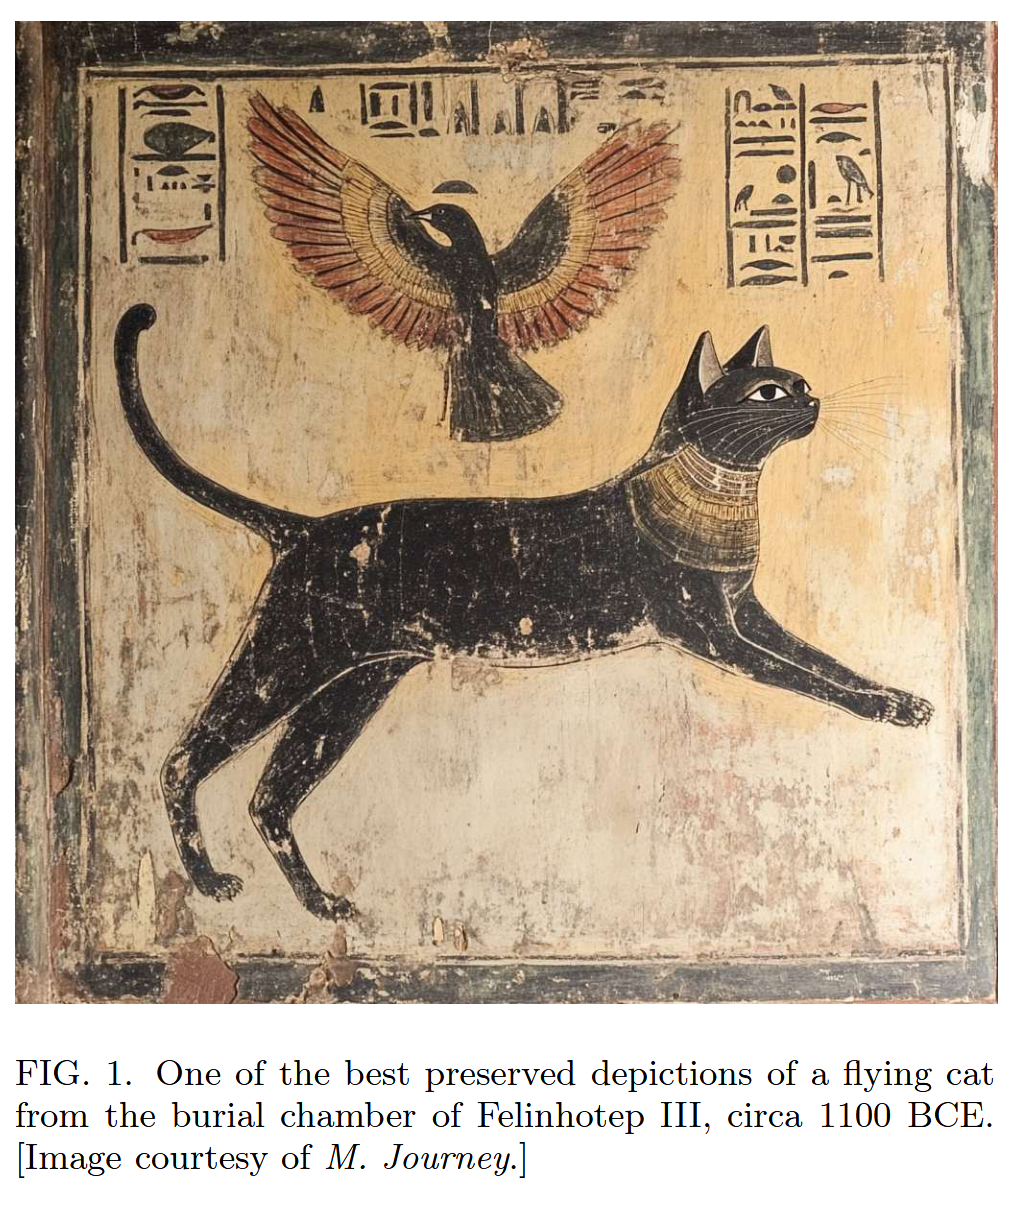 FIG. 1. One of the best preserved depictions of a flying cat
from the burial chamber of Felinhotep III, circa 1100 BCE.
[Image courtesy of M. Journey.]